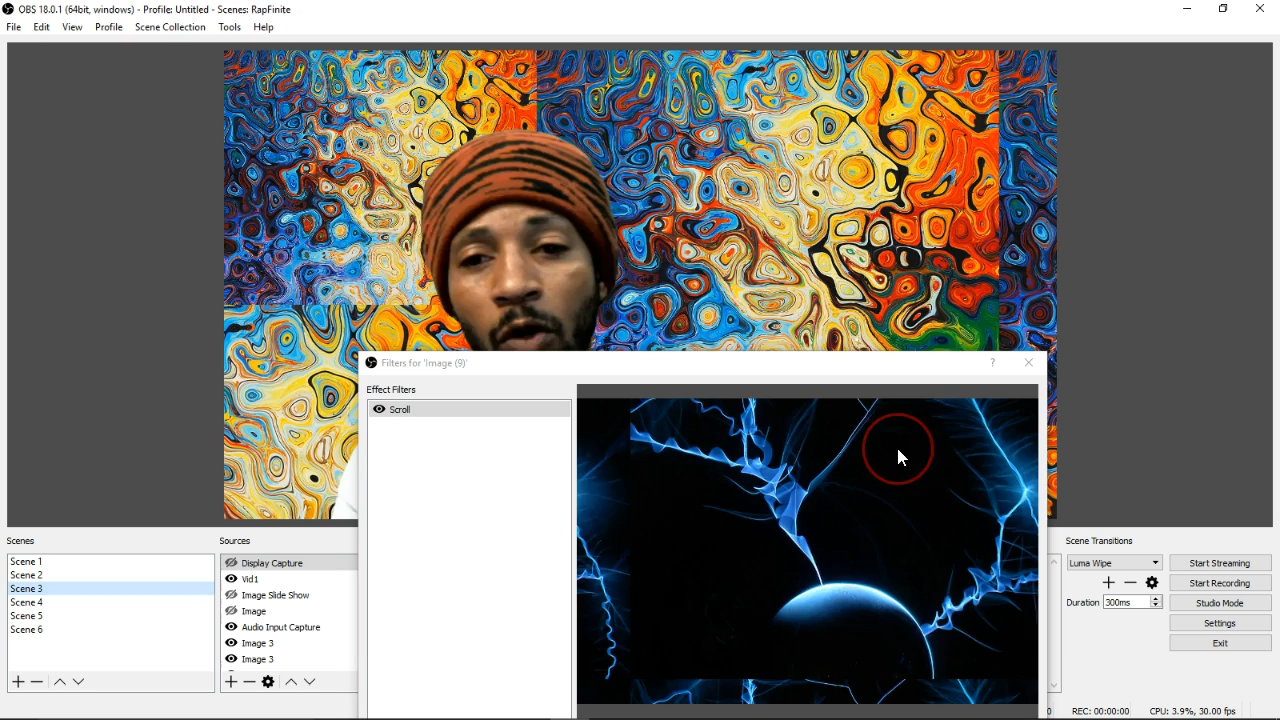 OBS 18.0.1 (64bit, windows) - Profile: Untitled - Scenes: RapFinite
File Edit View Profile Scene Collection Tools Help
Filters for 'Image (9)'
?
Effect Filters
Scroll
Scenes
Scene 1
Scene 2
Scene 3
Scene 4
Scene 5
Scene 6
Sources
Display Capture
Vid1
Image Slide Show
Image
Audio Input Capture
Image 3
Image 3
Scene Transitions
Luma Wipe
Duration 300ms
Start Streaming
Start Recording
Studio Mode
Settings
Exit
0 REC: 00:00:00 CPU: 3.9%, 30.00 fps